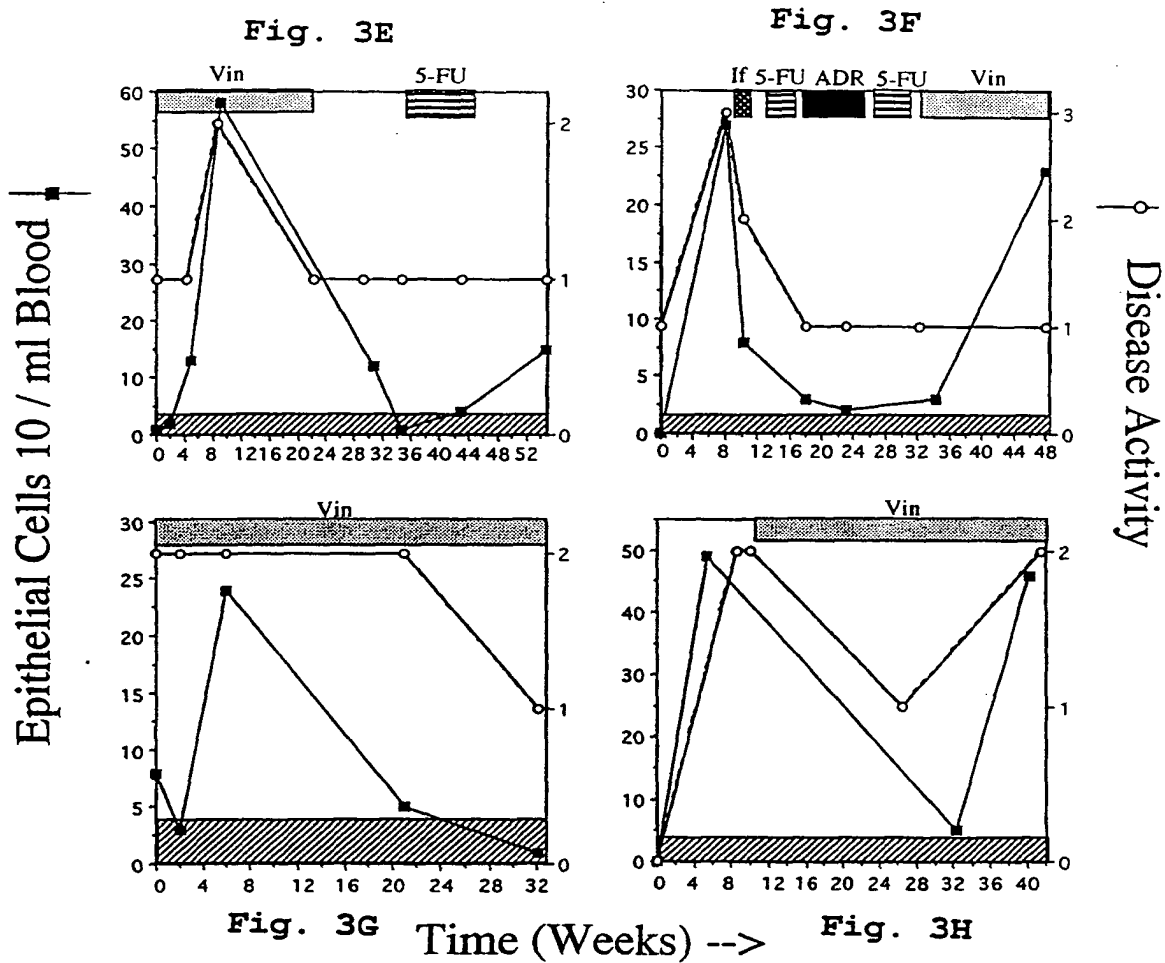 Fig. 3E
Fig. 3F
Vin
5-FU
If 5-FU ADR 5-FU Vin
60
50
40
30
20
10
0
2
1
0
0 4 8 12 16 20 24 28 32 36 40 44 48 52
30
25
20
15
10
5
0
3
2
1
0
0 4 8 12 16 20 24 28 32 36 40 44 48
Epithelial Cells 10 / ml Blood
Disease Activity
Vin
Vin
30
25
20
15
10
5
0
2
1
0
0 4 8 12 16 20 24 28 32
50
40
30
20
10
0
2
1
0
0 4 8 12 16 20 24 28 32 36 40
Fig. 3G
Time (Weeks) -->
Fig. 3H